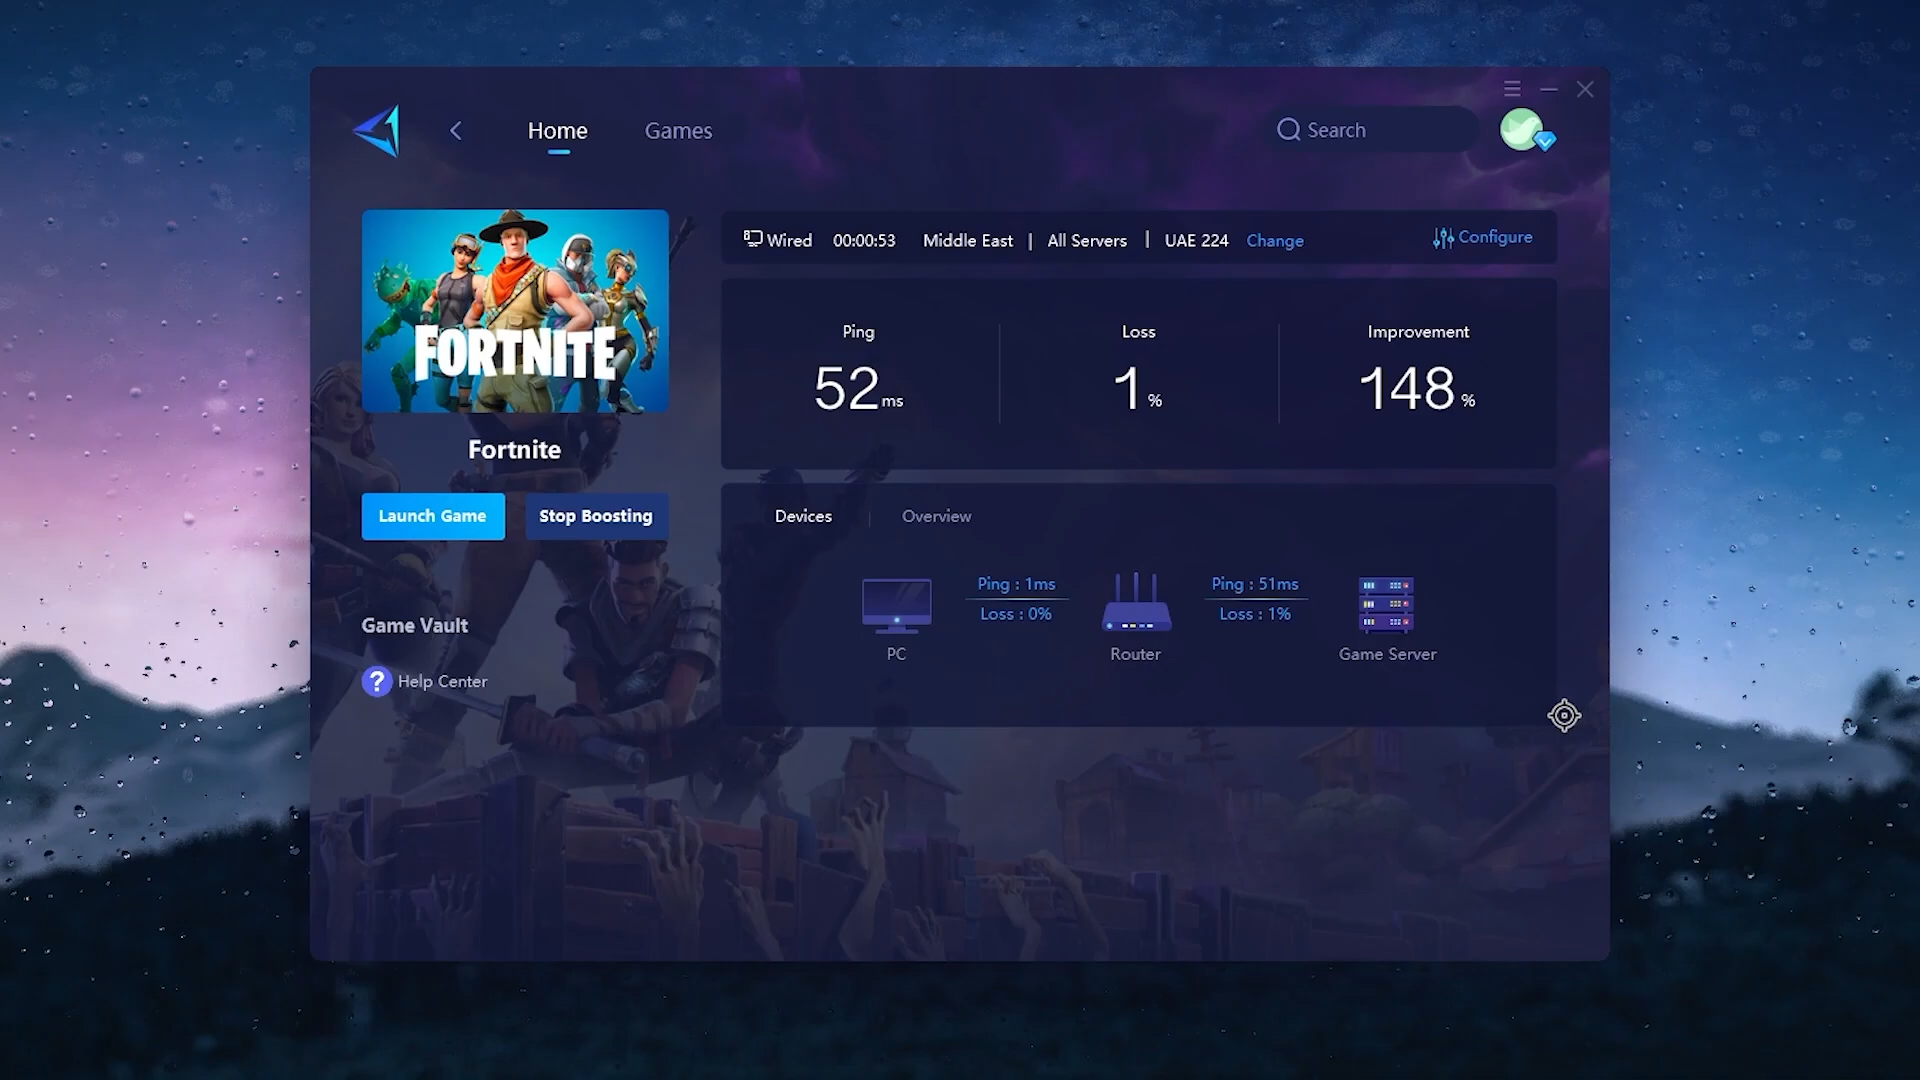 Home
Games
Search
FORTNITE
Fortnite
Launch Game
Stop Boosting
Game Vault
? Help Center
Wired 00:00:53 Middle East | All Servers | UAE 224 Change Configure
Ping Loss Improvement
52 ms 1 % 148 %
Devices | Overview
Ping : 1ms Ping : 51ms
Loss : 0% Loss : 1%
PC Router Game Server